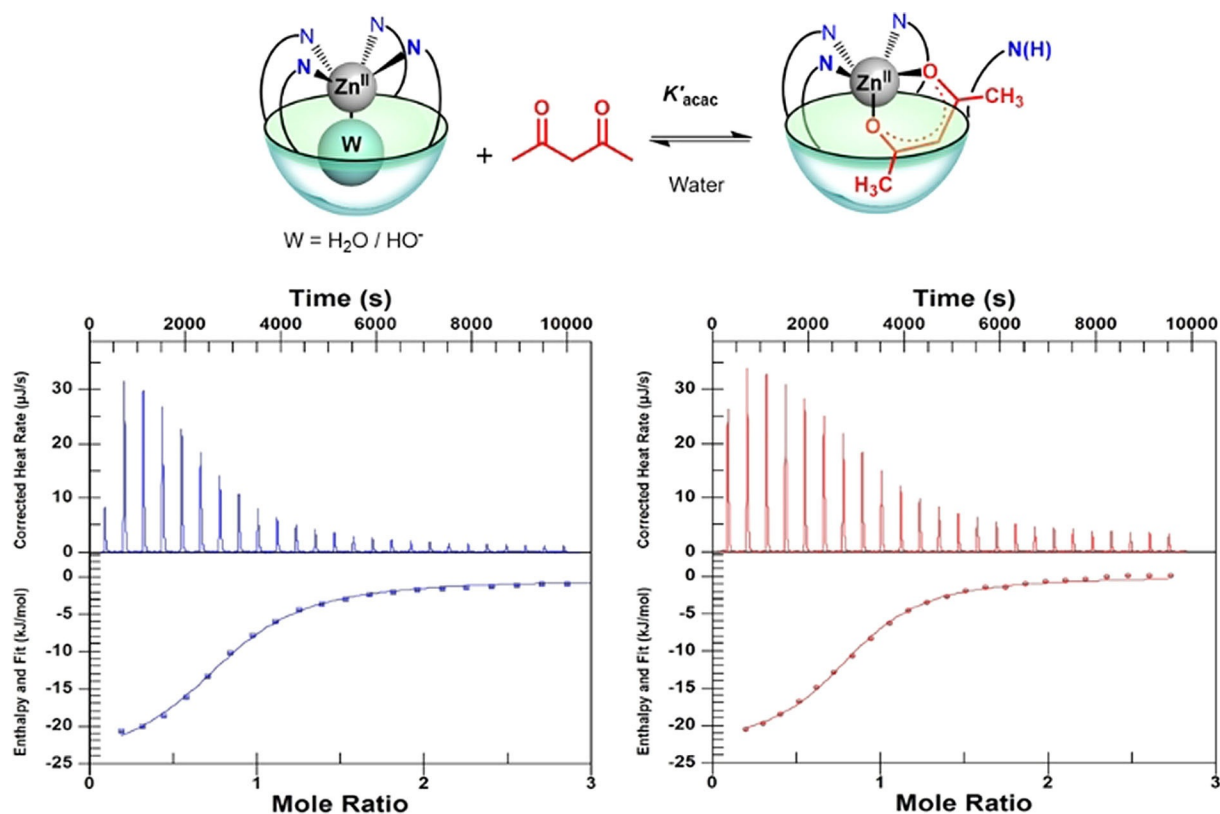 N N N N
Zn^II
W
W = H₂O / HO⁻
+
O O
K'acac
Water
N N N
Zn^II
O
O
CH₃
H₃C
N(H)
Time (s)
0 2000 4000 6000 8000 10000
Corrected Heat Rate (µJ/s)
30
20
10
0
Enthalpy and Fit (kJ/mol)
0
-5
-10
-15
-20
-25
0 1 2 3
Mole Ratio
Time (s)
0 2000 4000 6000 8000 10000
Corrected Heat Rate (µJ/s)
30
20
10
0
Enthalpy and Fit (kJ/mol)
0
-5
-10
-15
-20
-25
0 1 2 3
Mole Ratio